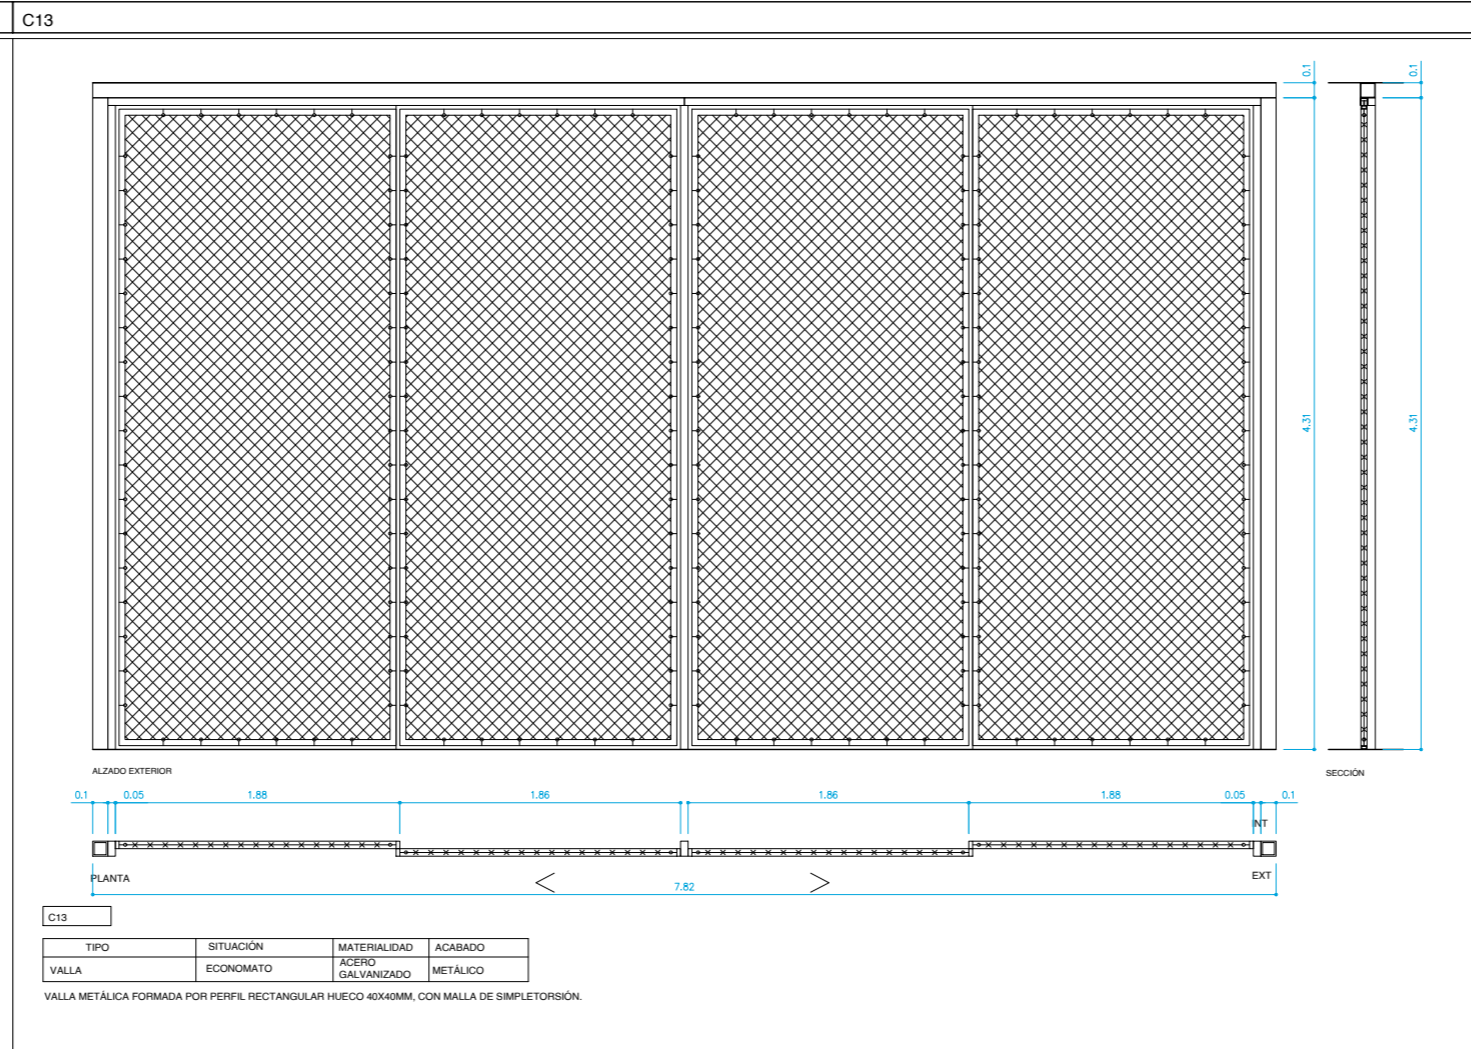 C13
0.1
0.1
4.31
4.31
ALZADO EXTERIOR
SECCIÓN
0.1
0.05
1.88
1.86
1.86
1.88
0.05
0.1
INT
PLANTA
EXT
7.82
C13
TIPO SITUACIÓN MATERIALIDAD ACABADO
VALLA ECONOMATO ACERO GALVANIZADO METÁLICO
VALLA METÁLICA FORMADA POR PERFIL RECTANGULAR HUECO 40X40MM, CON MALLA DE SIMPLETORSIÓN.